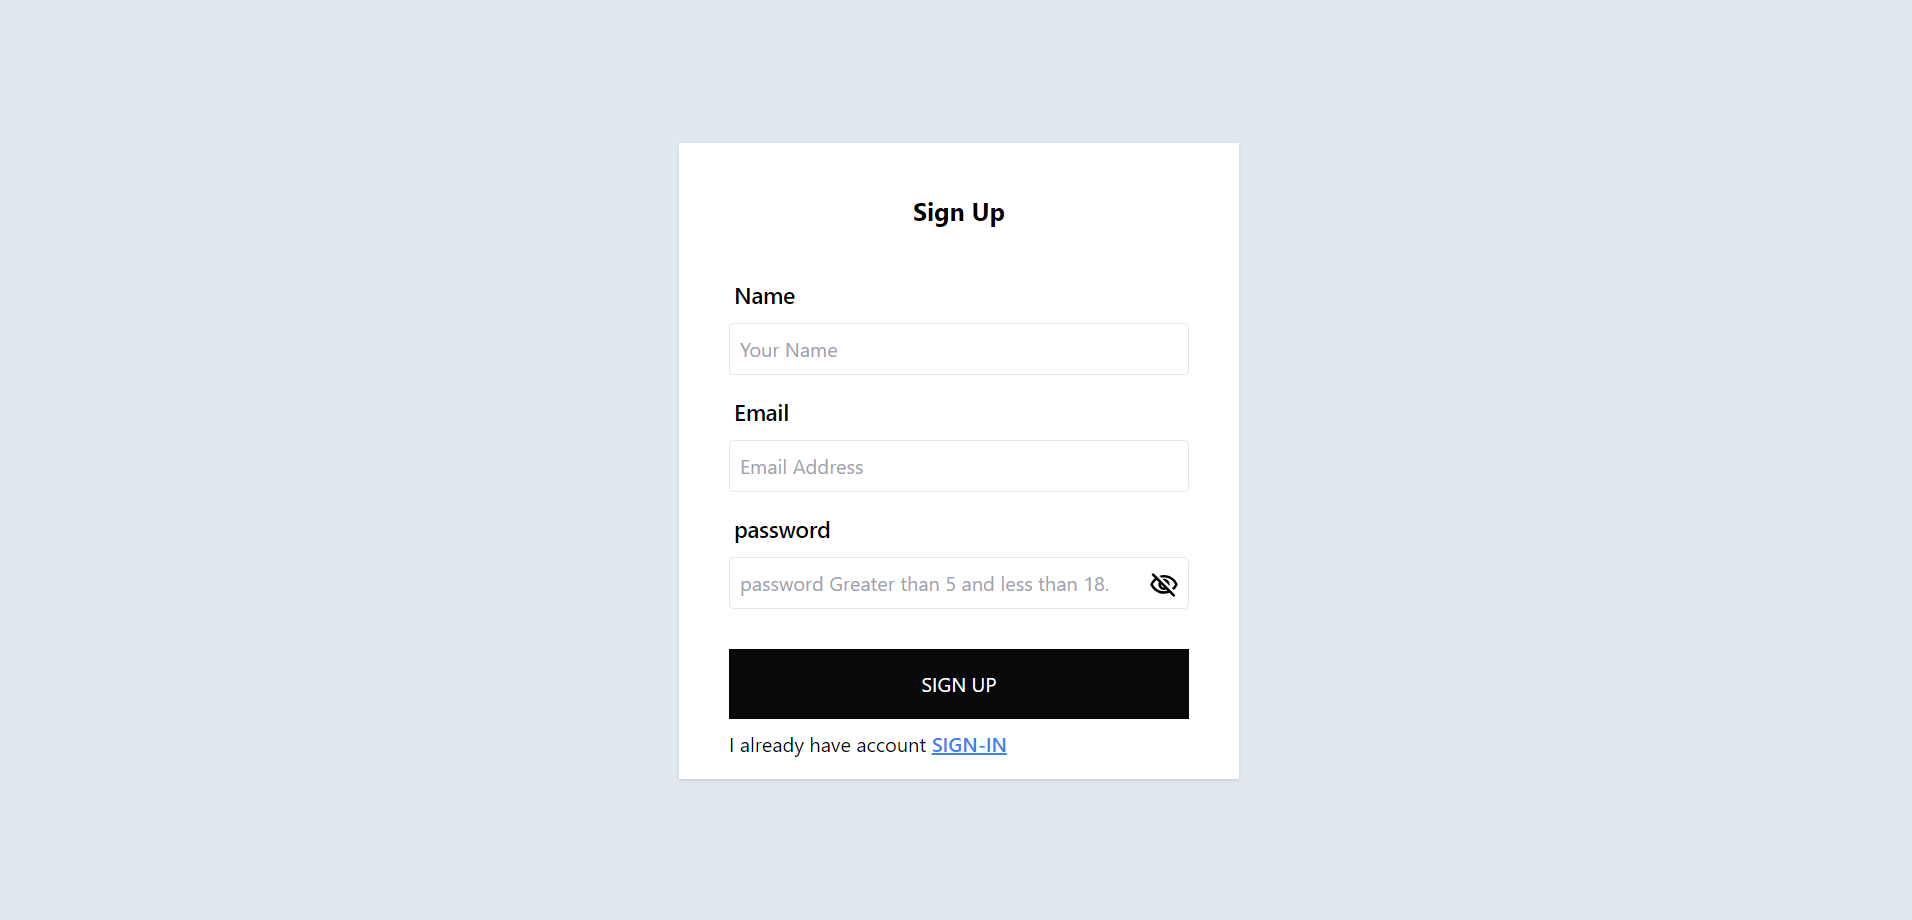 Sign Up
Name
Your Name
Email
Email Address
password
password Greater than 5 and less than 18.
SIGN UP
I already have account SIGN-IN